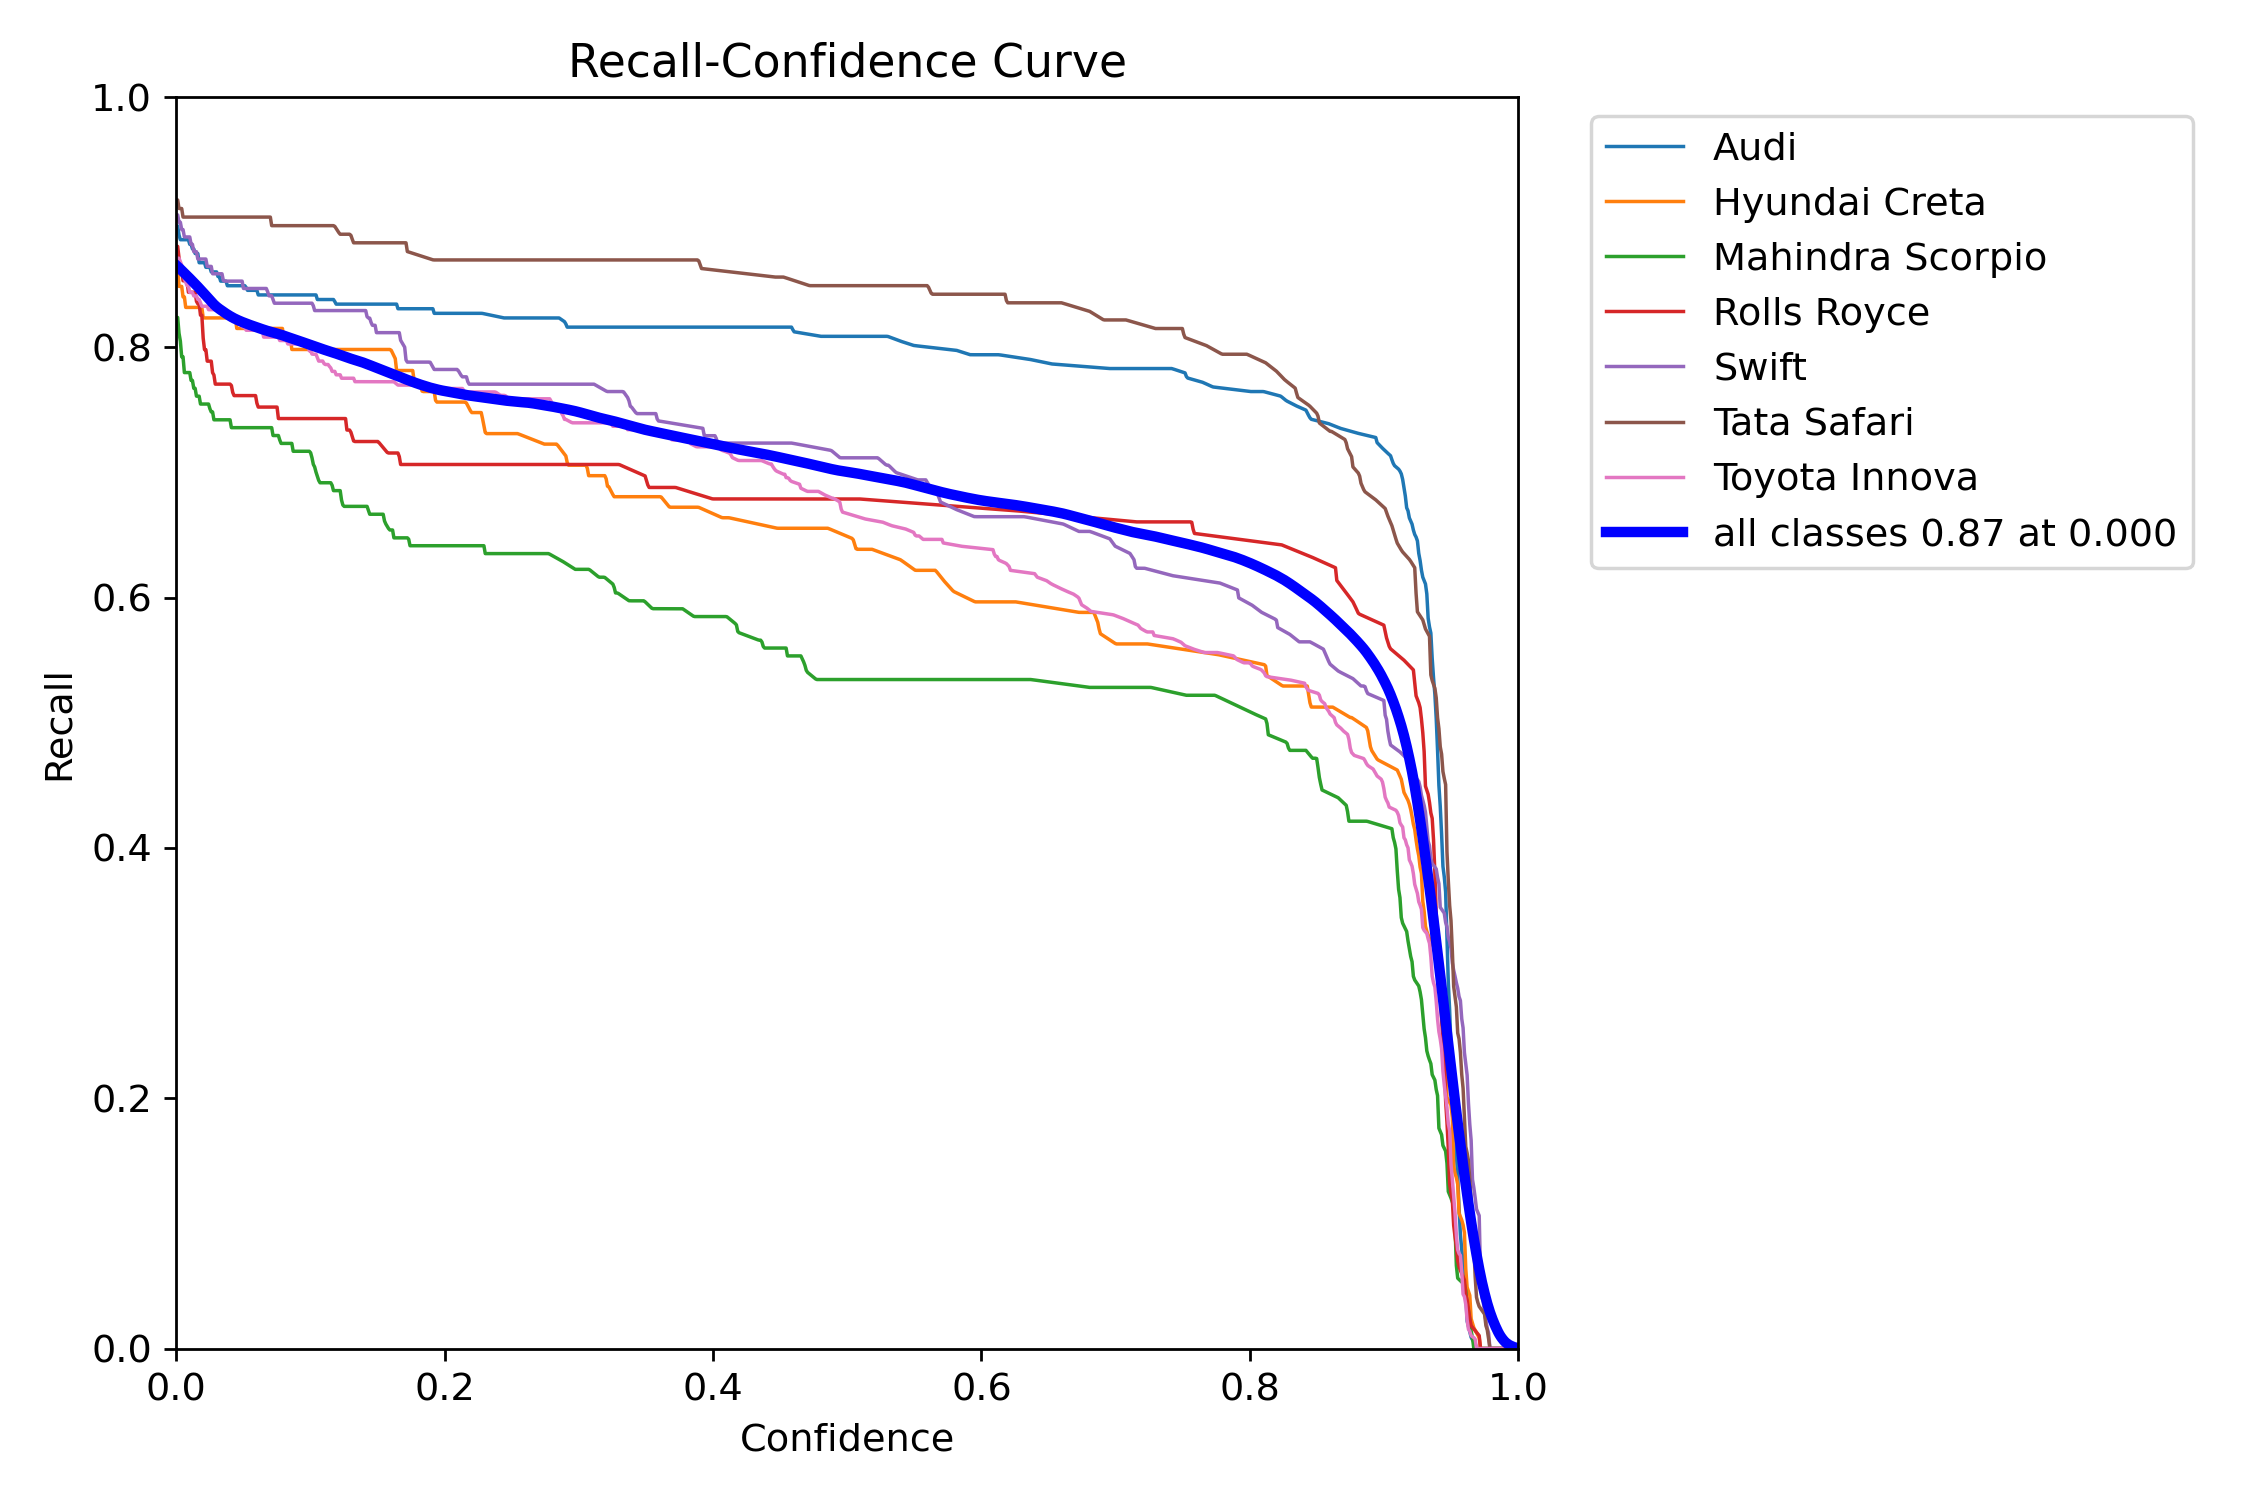 Recall-Confidence Curve
1.0
0.8
0.6
0.4
0.2
0.0
Recall
0.0 0.2 0.4 0.6 0.8 1.0
Confidence
Audi
Hyundai Creta
Mahindra Scorpio
Rolls Royce
Swift
Tata Safari
Toyota Innova
all classes 0.87 at 0.000